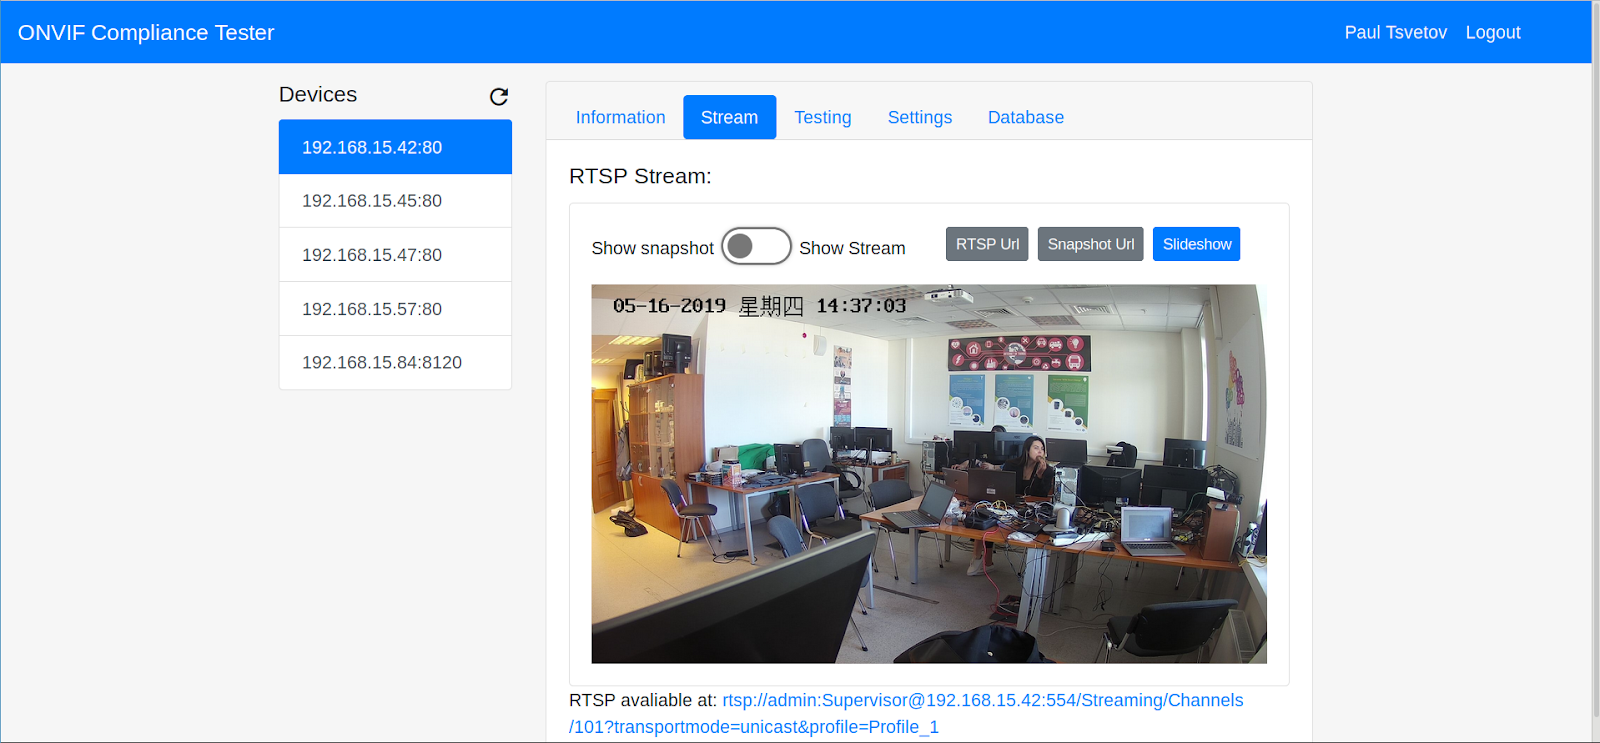 ONVIF Compliance Tester
Paul Tsvetov Logout
Devices
192.168.15.42:80
192.168.15.45:80
192.168.15.47:80
192.168.15.57:80
192.168.15.84:8120
Information Stream Testing Settings Database
RTSP Stream:
Show snapshot Show Stream RTSP Url Snapshot Url Slideshow
05-16-2019 星期四 14:37:03
RTSP avaliable at: rtsp://admin:Supervisor@192.168.15.42:554/Streaming/Channels
/101?transportmode=unicast&profile=Profile_1